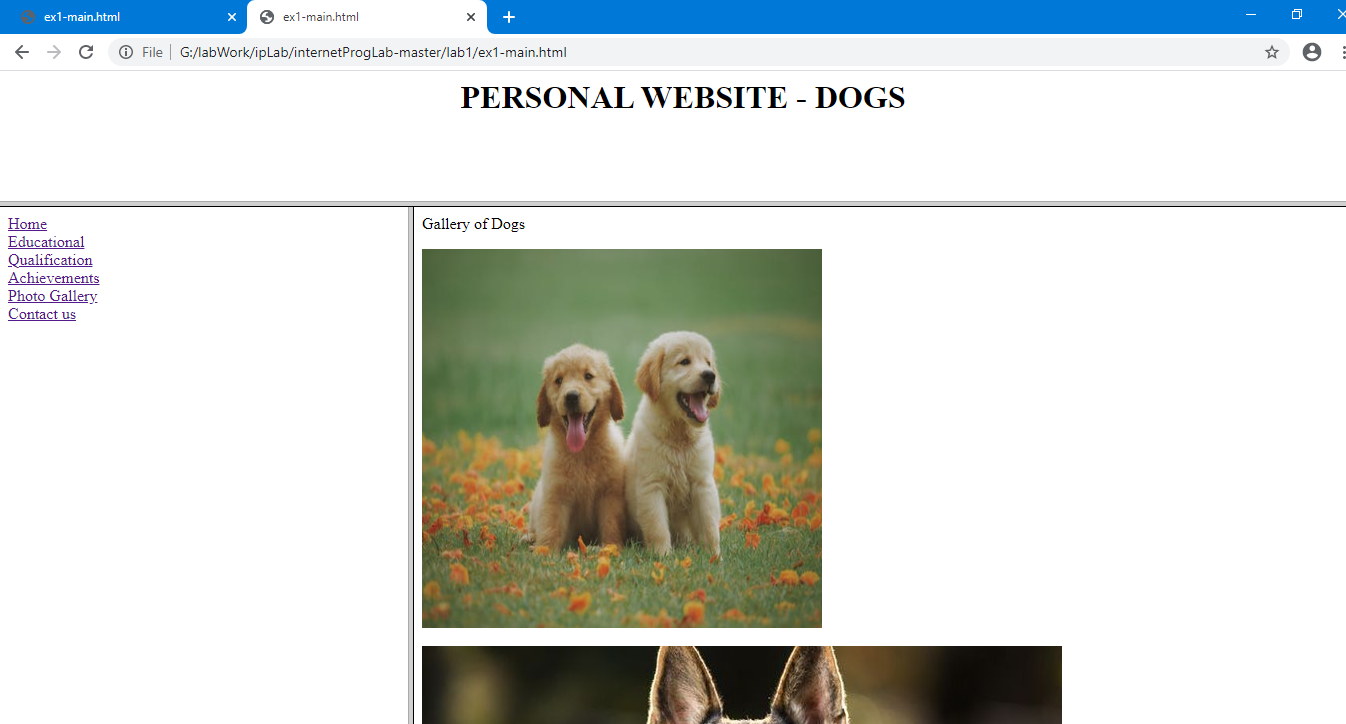 ex1-main.html
ex1-main.html
File
G:/labWork/ipLab/internetProgLab-master/lab1/ex1-main.html
PERSONAL WEBSITE - DOGS
Home
Educational
Qualification
Achievements
Photo Gallery
Contact us
Gallery of Dogs